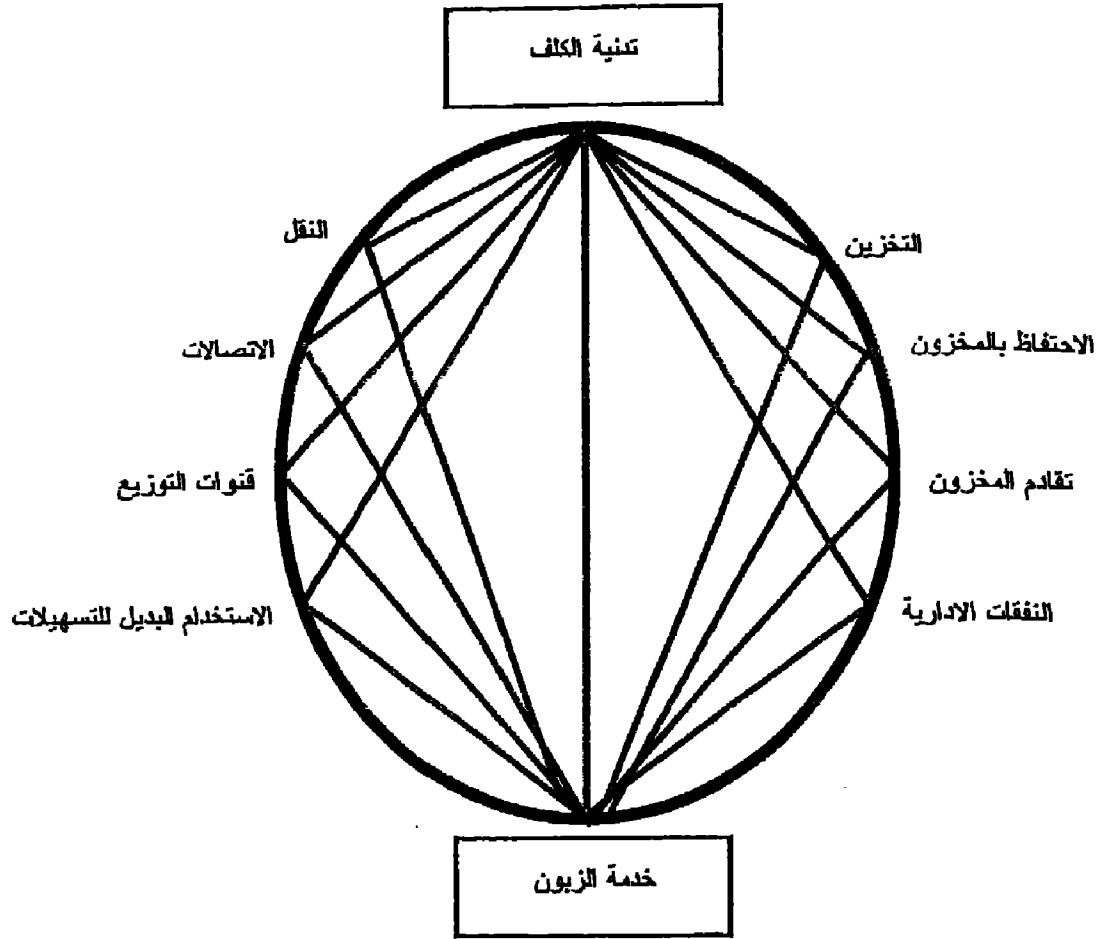 تدنية الكلف
التخزين
النقل
الاحتفاظ بالمخزون
الاتصالات
تقادم المخزون
قنوات التوزيع
النفقات الادارية
الاستخدام البديل للتسهيلات
خدمة الزبون